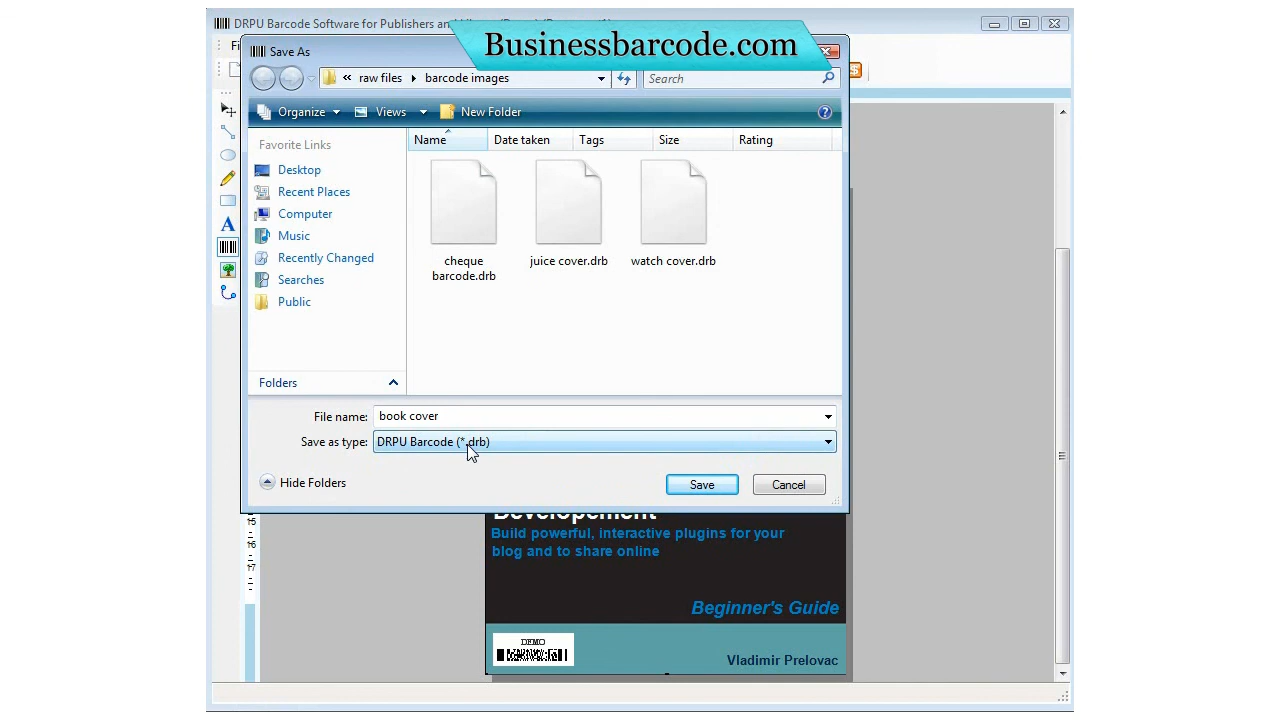 DRPU Barcode Software for Publishers an
Businessbarcode.com
Save As
raw files
barcode images
Search
Organize
Views
New Folder
Favorite Links
Name
Date taken
Tags
Size
Rating
Desktop
Recent Places
Computer
Music
Recently Changed
Searches
Public
cheque
barcode.drb
juice cover.drb
watch cover.drb
Folders
File name:
book cover
Save as type:
DRPU Barcode (*.drb)
Hide Folders
Save
Cancel
15
16
17
Developement
Build powerful, interactive plugins for your
blog and to share online
Beginner's Guide
DEMO
Vladimir Prelovac